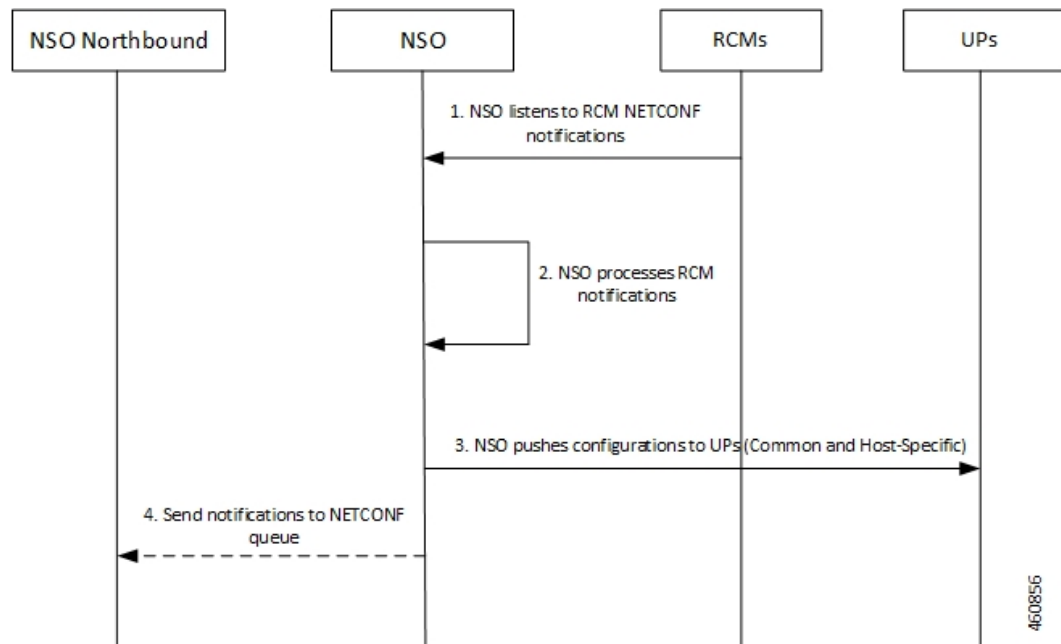 NSO Northbound
NSO
RCMs
UPs
1. NSO listens to RCM NETCONF
notifications
2. NSO processes RCM
notifications
3. NSO pushes configurations to UPs (Common and Host-Specific)
4. Send notifications to NETCONF
queue
460856